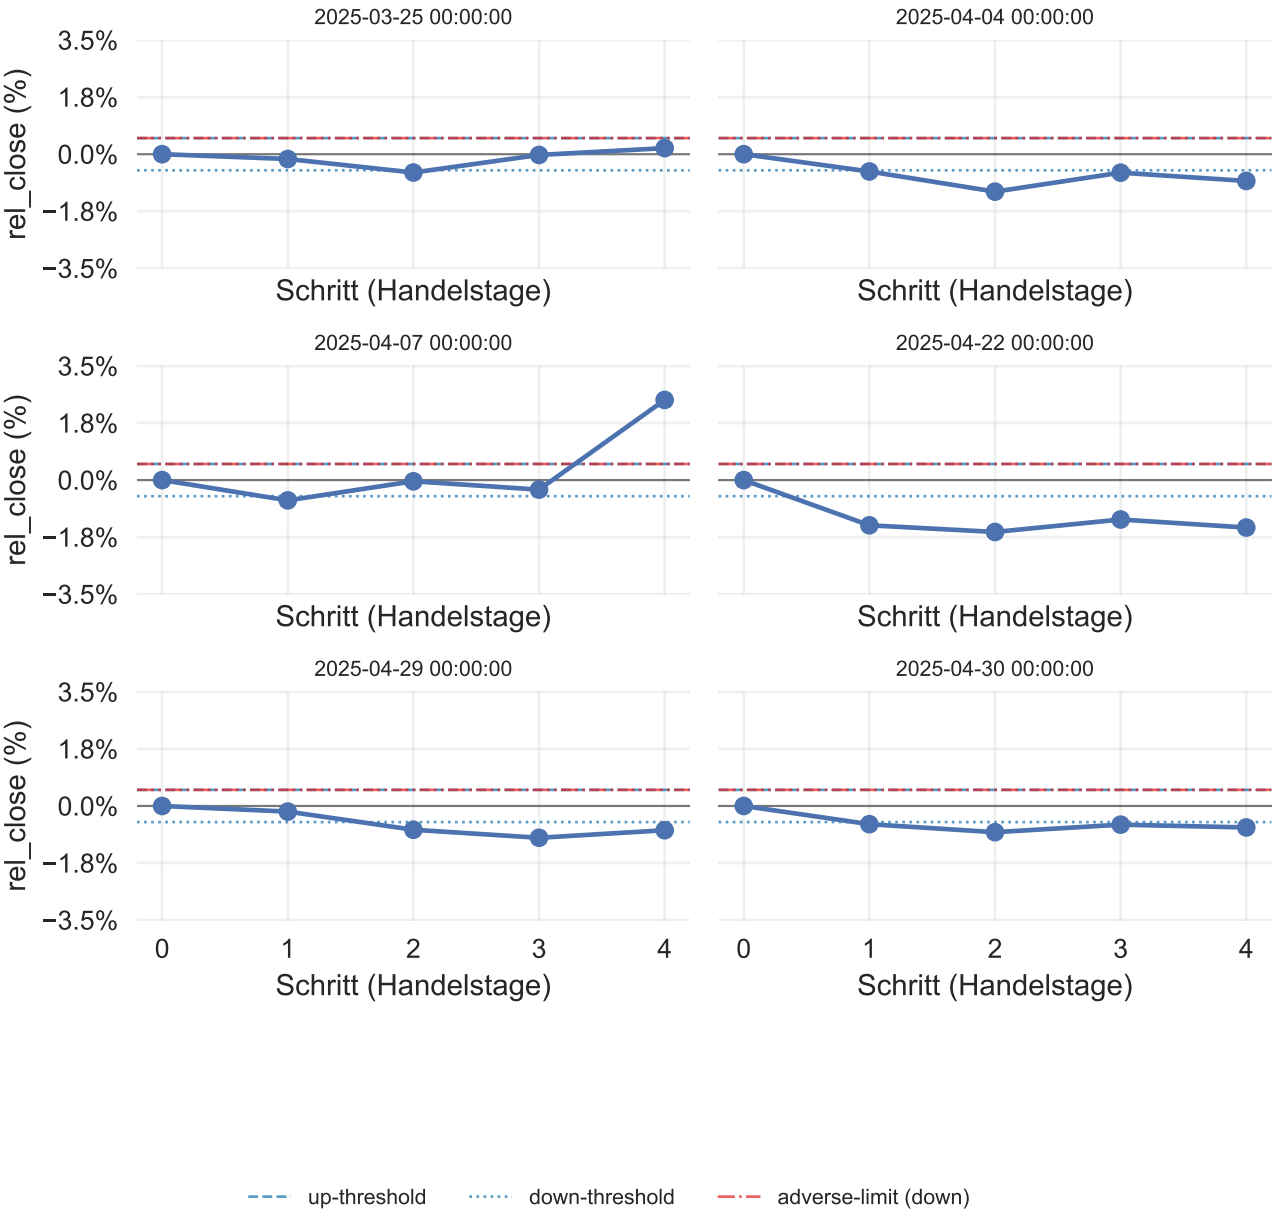 2025-03-25 00:00:00
2025-04-04 00:00:00
3.5%
1.8%
0.0%
−1.8%
−3.5%
rel_close (%)
Schritt (Handelstage)
Schritt (Handelstage)
2025-04-07 00:00:00
2025-04-22 00:00:00
3.5%
1.8%
0.0%
−1.8%
−3.5%
rel_close (%)
Schritt (Handelstage)
Schritt (Handelstage)
2025-04-29 00:00:00
2025-04-30 00:00:00
3.5%
1.8%
0.0%
−1.8%
−3.5%
rel_close (%)
0 1 2 3 4
0 1 2 3 4
Schritt (Handelstage)
Schritt (Handelstage)
up-threshold
down-threshold
adverse-limit (down)